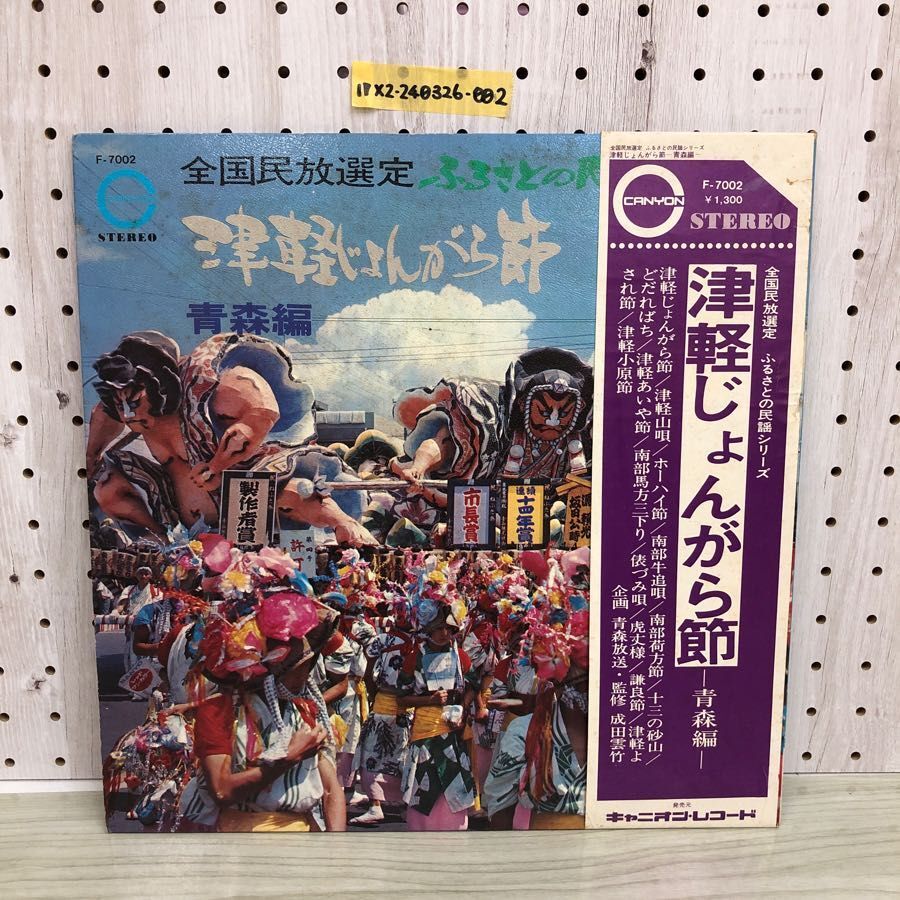 11X2-240326-002
F-7002
CANYON
STEREO
全国民放選定 ふるさとの民
津軽じょんがら節
青森編
製作者賞
市長賞
連続
十四年賞
全国民放選定 ふるさとの民謡シリーズ
津軽じょんがら節—青森編—
CANYON
F-7002
¥1,300
STEREO
全国民放選定 ふるさとの民謡シリーズ
津軽じょんがら節
—青森編—
津軽じょんがら節/津軽山唄/ホーハイ節/南部牛追唄/南部荷方節/十三の砂山/
どだればち/津軽あいや節/南部馬方三下り/俵づみ唄/虎丈様/謙良節/津軽よ
され節/津軽小原節
企画 青森放送・監修 成田雲竹
発売元
キャニオン・レコード